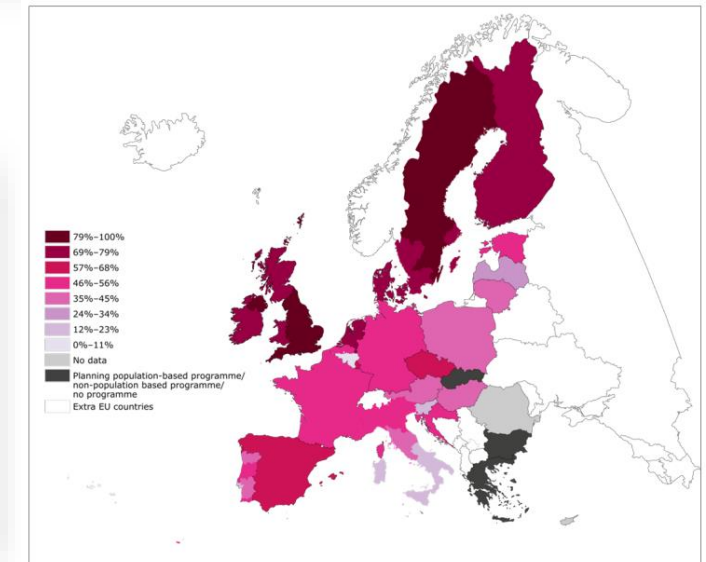 79%–100%
69%–79%
57%–68%
46%–56%
35%–45%
24%–34%
12%–23%
0%–11%
No data
Planning population-based programme/
non-population based programme/
no programme
Extra EU countries